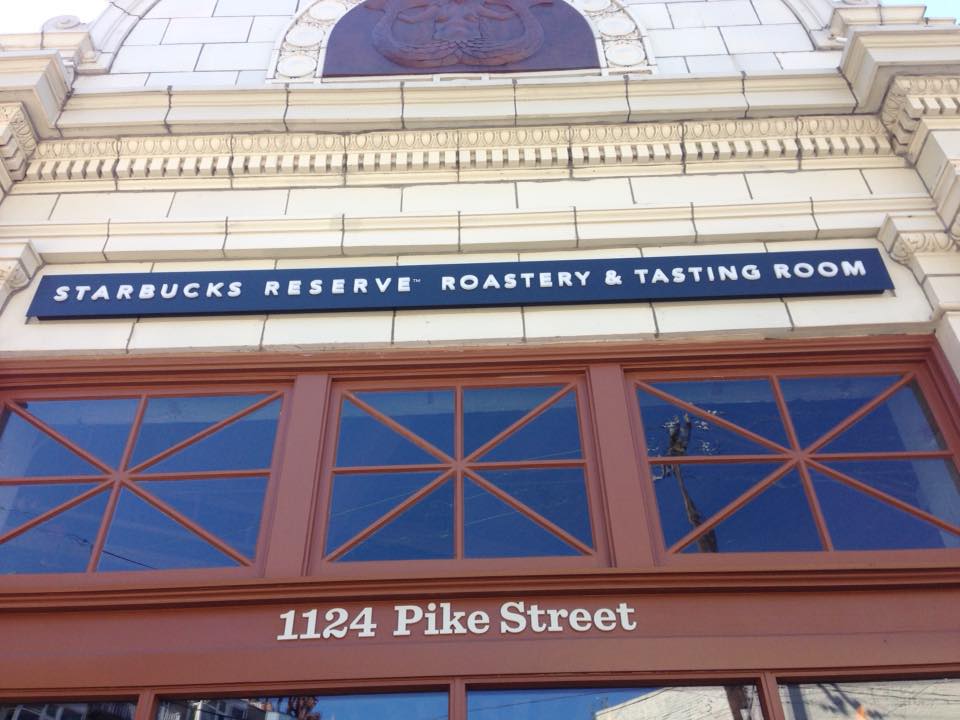 STARBUCKS RESERVE™ ROASTERY & TASTING ROOM
1124 Pike Street